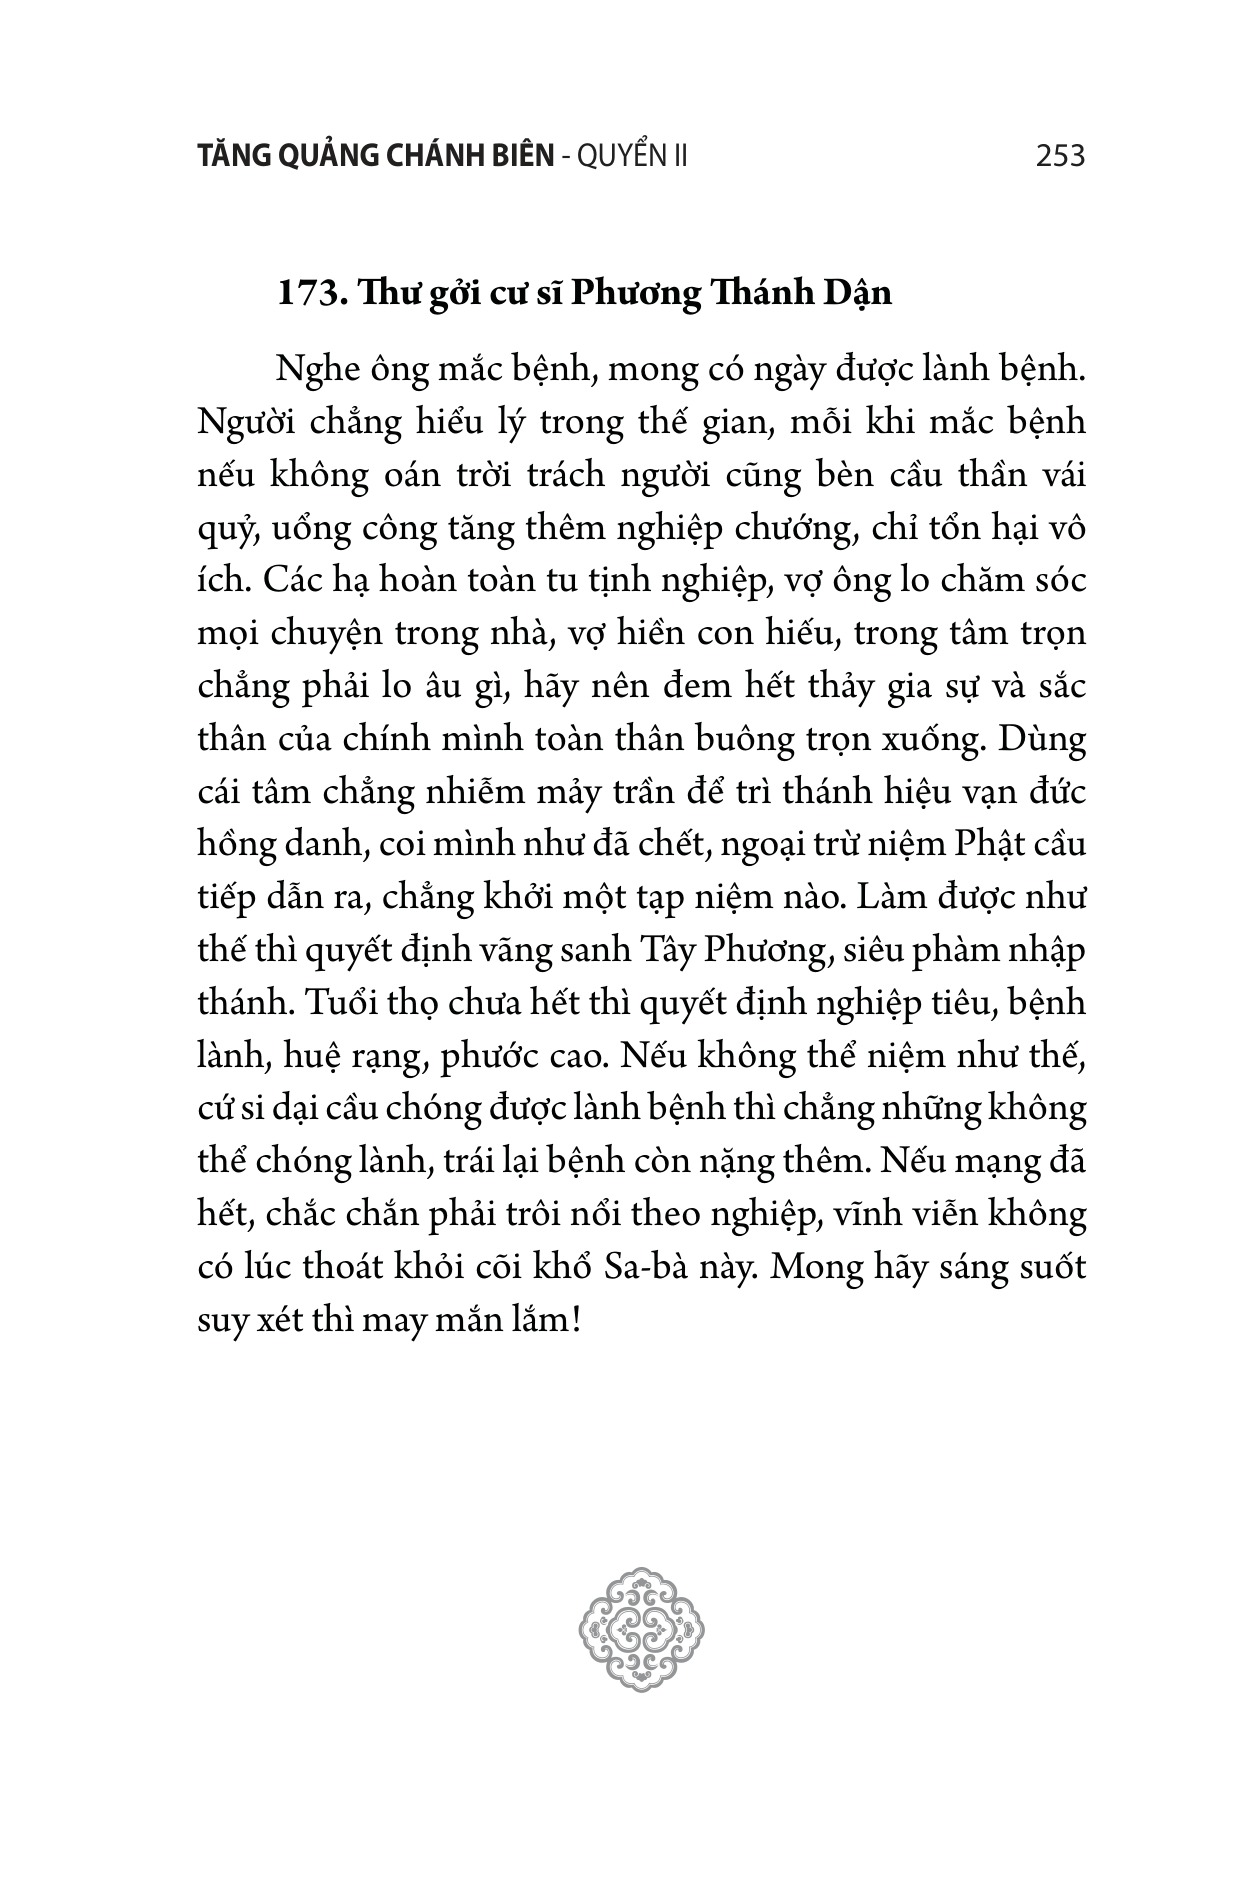 TĂNG QUẢNG CHÁNH BIÊN - QUYỂN II 253
173. Thư gởi cư sĩ Phương Thánh Dận
Nghe ông mắc bệnh, mong có ngày được lành bệnh.
Người chẳng hiểu lý trong thế gian, mỗi khi mắc bệnh
nếu không oán trời trách người cũng bèn cầu thần vái
quỷ, uổng công tăng thêm nghiệp chướng, chỉ tổn hại vô
ích. Các hạ hoàn toàn tu tịnh nghiệp, vợ ông lo chăm sóc
mọi chuyện trong nhà, vợ hiền con hiếu, trong tâm trọn
chẳng phải lo âu gì, hãy nên đem hết thảy gia sự và sắc
thân của chính mình toàn thân buông trọn xuống. Dùng
cái tâm chẳng nhiễm mảy trần để trì thánh hiệu vạn đức
hồng danh, coi mình như đã chết, ngoại trừ niệm Phật cầu
tiếp dẫn ra, chẳng khởi một tạp niệm nào. Làm được như
thế thì quyết định vãng sanh Tây Phương, siêu phàm nhập
thánh. Tuổi thọ chưa hết thì quyết định nghiệp tiêu, bệnh
lành, huệ rạng, phước cao. Nếu không thể niệm như thế,
cứ si dại cầu chóng được lành bệnh thì chẳng những không
thể chóng lành, trái lại bệnh còn nặng thêm. Nếu mạng đã
hết, chắc chắn phải trôi nổi theo nghiệp, vĩnh viễn không
có lúc thoát khỏi cõi khổ Sa-bà này. Mong hãy sáng suốt
suy xét thì may mắn lắm!